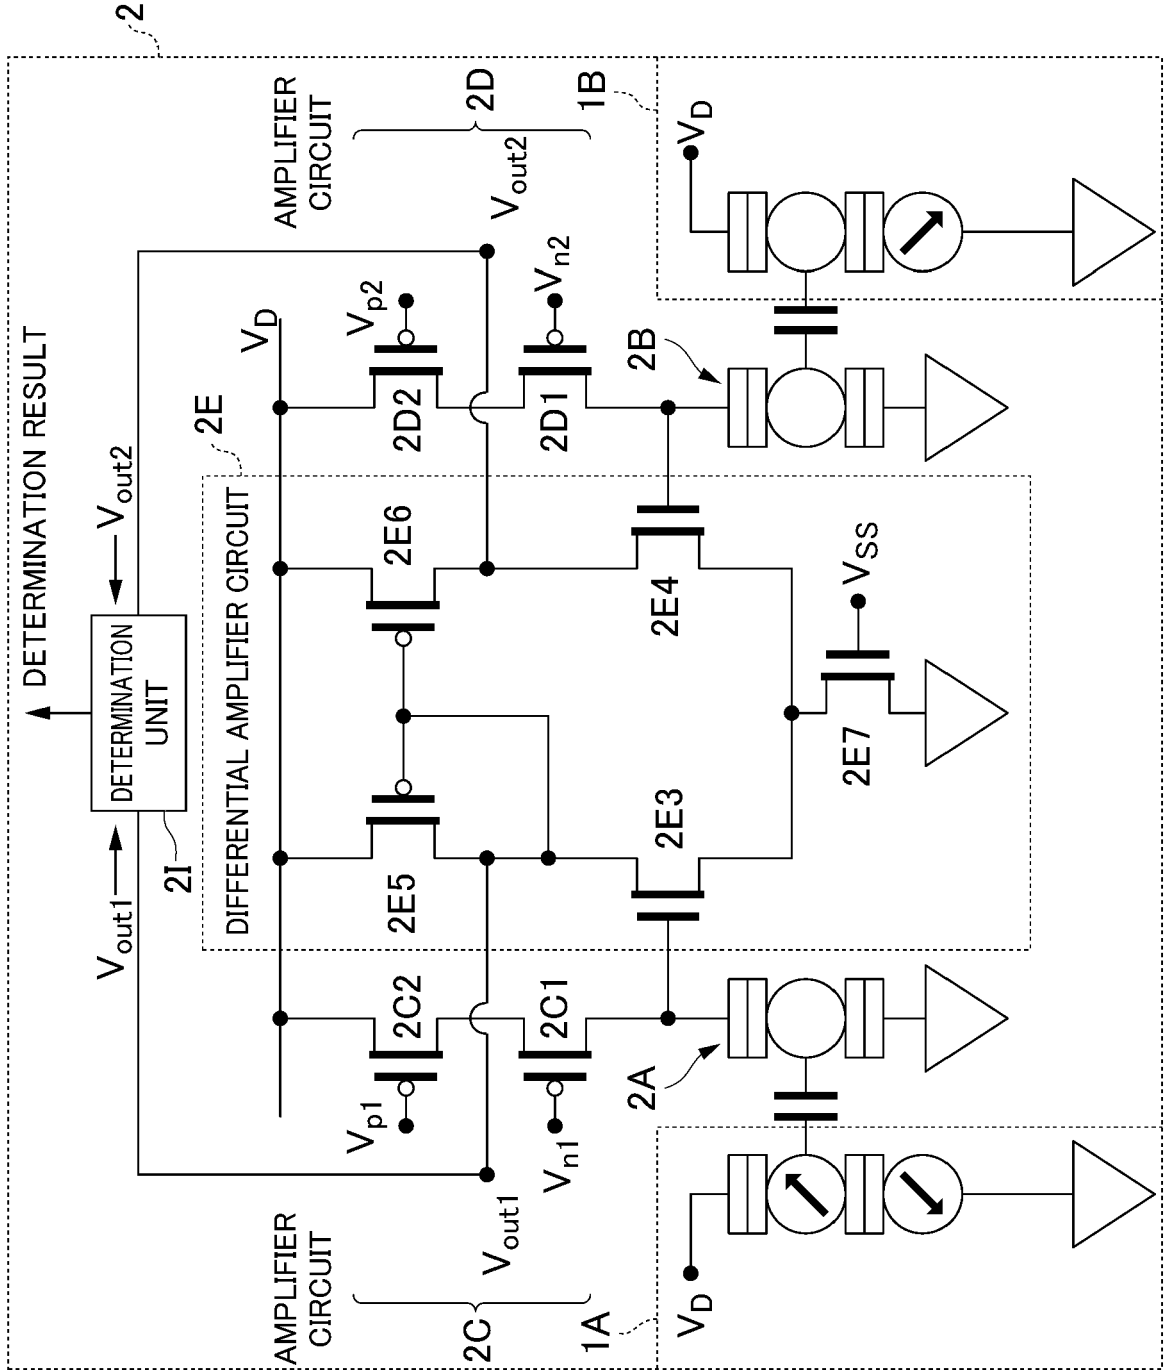 2
DETERMINATION RESULT
Vout1
DETERMINATION
UNIT
Vout2
2I
AMPLIFIER
CIRCUIT
2C
AMPLIFIER
CIRCUIT
2D
DIFFERENTIAL AMPLIFIER CIRCUIT
2E
VD
Vp1
2C2
2E5
2E6
2D2
Vp2
Vout1
Vout2
Vn1
2C1
2D1
Vn2
2E3
2E4
1A
2A
2B
1B
VD
VD
2E7
VSS